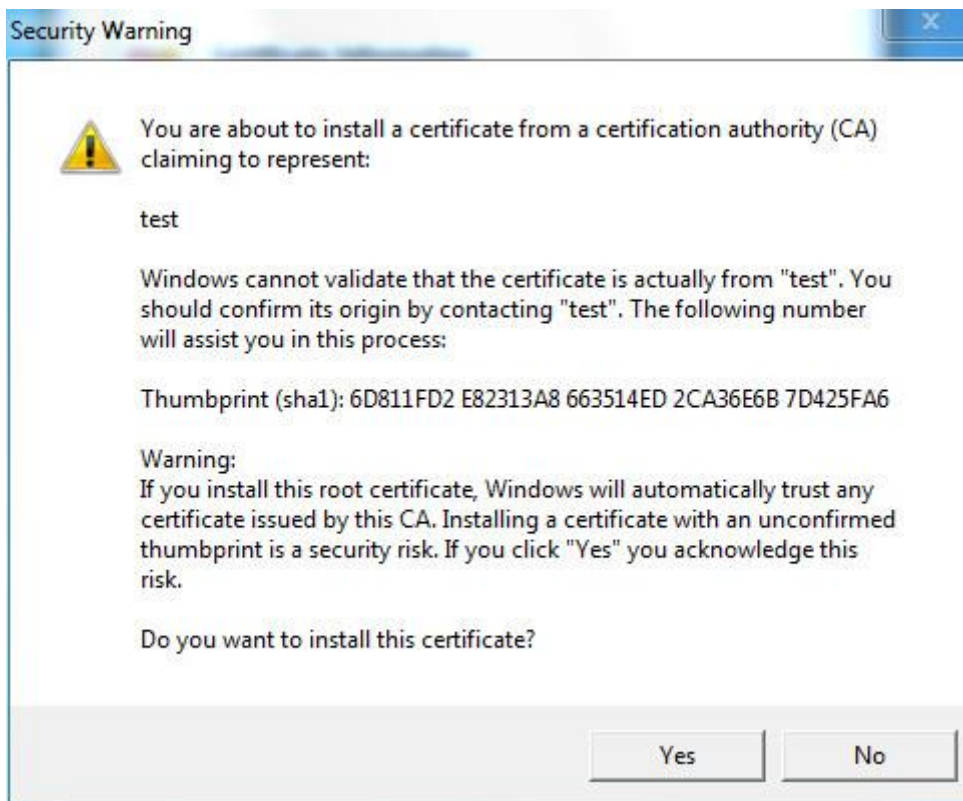 Security Warning
You are about to install a certificate from a certification authority (CA)
claiming to represent:
test
Windows cannot validate that the certificate is actually from "test". You
should confirm its origin by contacting "test". The following number
will assist you in this process:
Thumbprint (sha1): 6D811FD2 E82313A8 663514ED 2CA36E6B 7D425FA6
Warning:
If you install this root certificate, Windows will automatically trust any
certificate issued by this CA. Installing a certificate with an unconfirmed
thumbprint is a security risk. If you click "Yes" you acknowledge this
risk.
Do you want to install this certificate?
Yes No